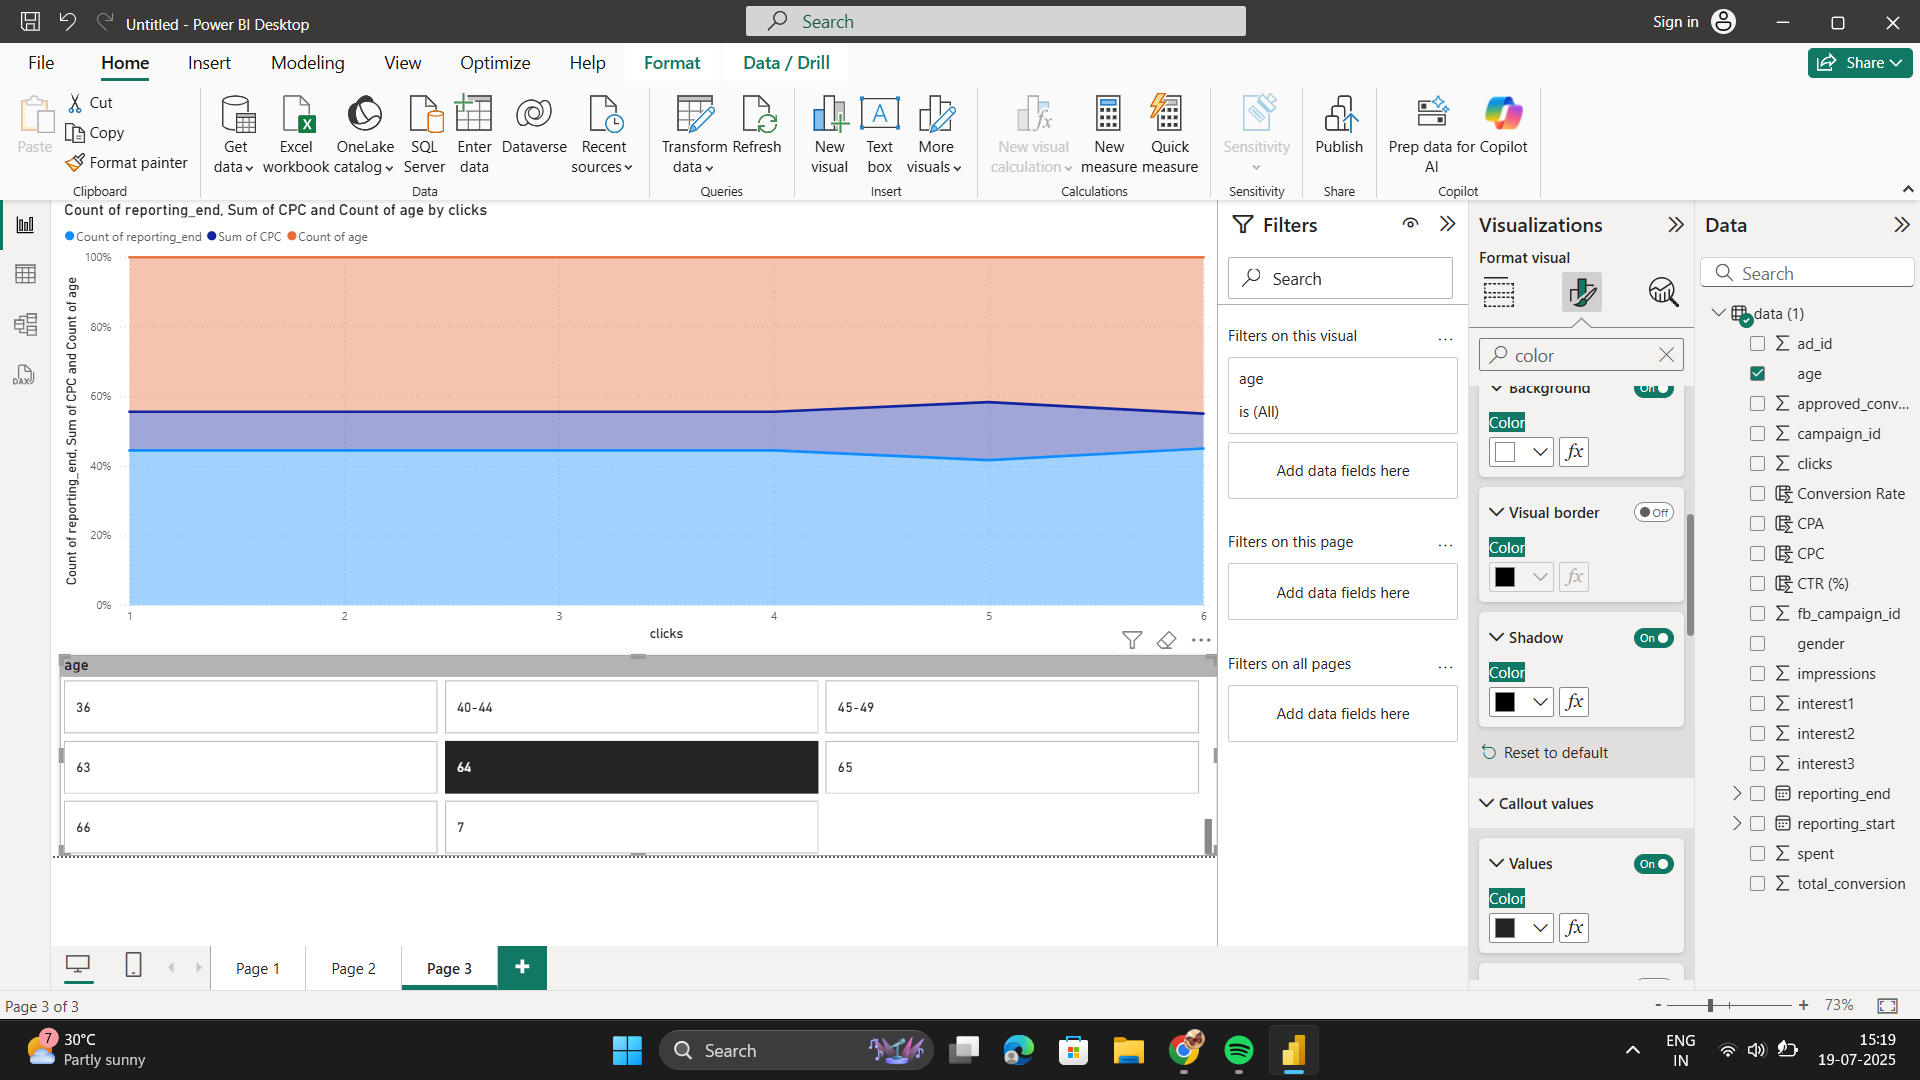 Untitled - Power BI Desktop
Search
Sign in
File
Home
Insert
Modeling
View
Optimize
Help
Format
Data / Drill
Share
Paste
Cut
Copy
Format painter
Clipboard
Get data
Excel workbook
OneLake catalog
SQL Server
Enter data
Dataverse
Recent sources
Data
Transform data
Refresh
Queries
New visual
Text box
More visuals
Insert
New visual calculation
New measure
Quick measure
Calculations
Sensitivity
Sensitivity
Publish
Share
Prep data for AI
Copilot
Copilot
DAX
Count of reporting_end, Sum of CPC and Count of age by clicks
Count of reporting_end
Sum of CPC
Count of age
Count of reporting_end, Sum of CPC and Count of age
100%
80%
60%
40%
20%
0%
1
2
3
4
5
6
clicks
age
36
40-44
45-49
63
64
65
66
7
Filters
Search
Filters on this visual
...
age
is (All)
Add data fields here
Filters on this page
...
Add data fields here
Filters on all pages
...
Add data fields here
Visualizations
Format visual
color
Background
On
Color
fx
Visual border
Off
Color
fx
Shadow
On
Color
fx
Reset to default
Callout values
Values
On
Color
fx
Data
Search
data (1)
ad_id
age
approved_conv...
campaign_id
clicks
Conversion Rate
CPA
CPC
CTR (%)
fb_campaign_id
gender
impressions
interest1
interest2
interest3
reporting_end
reporting_start
spent
total_conversion
Page 1
Page 2
Page 3
+
Page 3 of 3
- + 73%
7
30°C
Partly sunny
Search
ENG
IN
15:19
19-07-2025